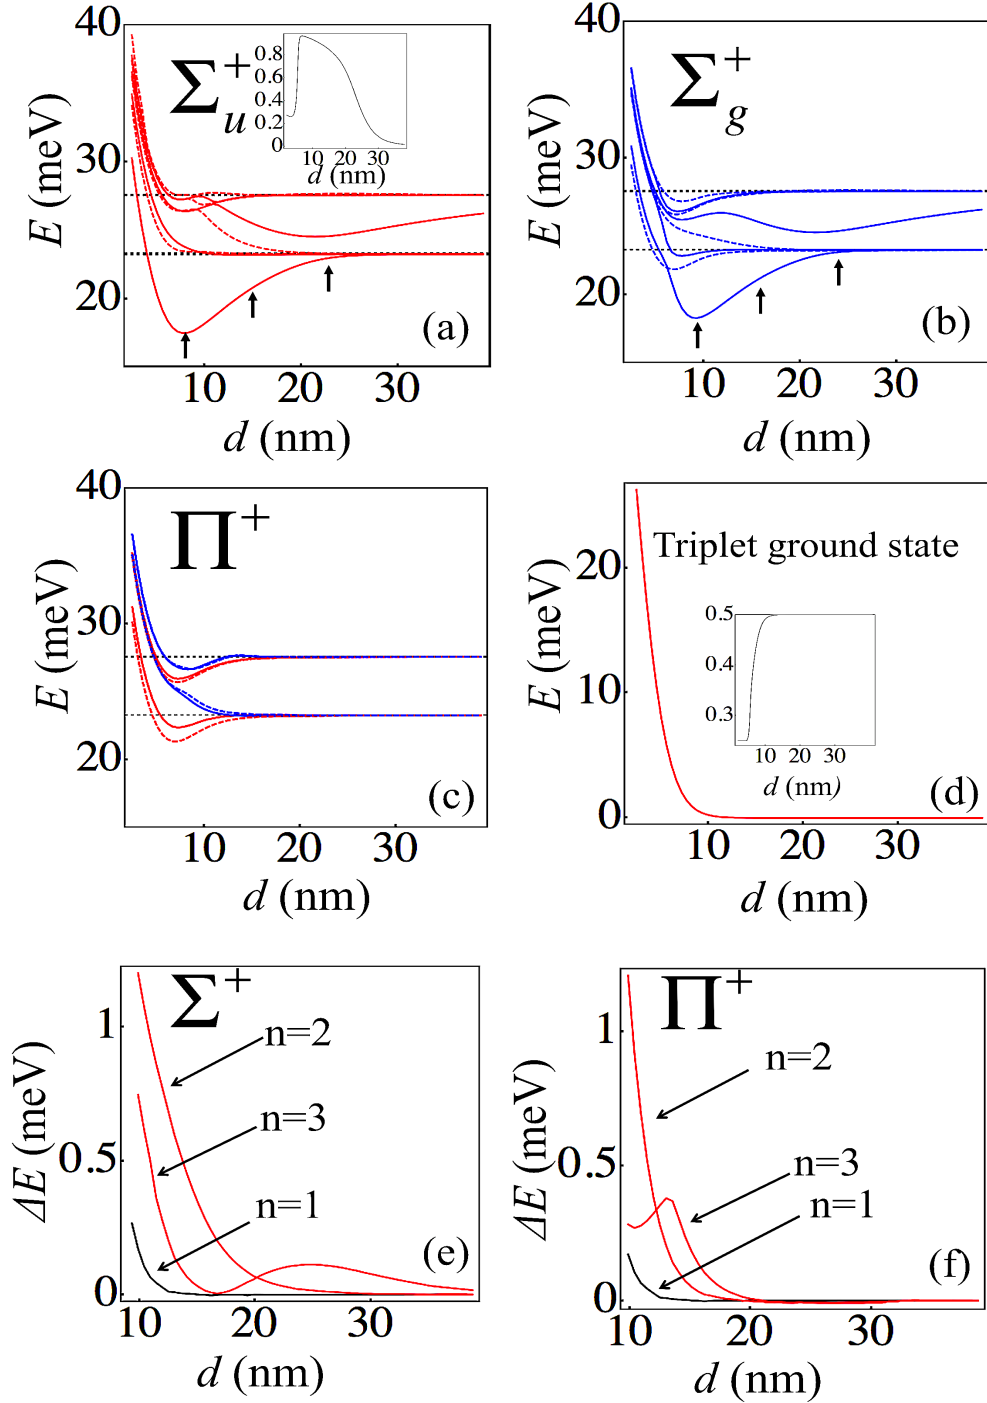 40
30
20
E (meV)
Σ+u
0.8
0.6
0.4
0.2
0
10 20 30
d (nm)
(a)
10 20 30
d (nm)
40
30
20
E (meV)
Σ+g
(b)
10 20 30
d (nm)
40
30
20
E (meV)
Π+
(c)
10 20 30
d (nm)
20
10
0
E (meV)
Triplet ground state
0.5
0.4
0.3
10 30
d (nm)
(d)
10 20 30
d (nm)
1
0.5
0
ΔE (meV)
Σ+
n=2
n=3
n=1
(e)
10 20 30
d (nm)
1
0.5
0
ΔE (meV)
Π+
n=2
n=3
n=1
(f)
10 20 30
d (nm)